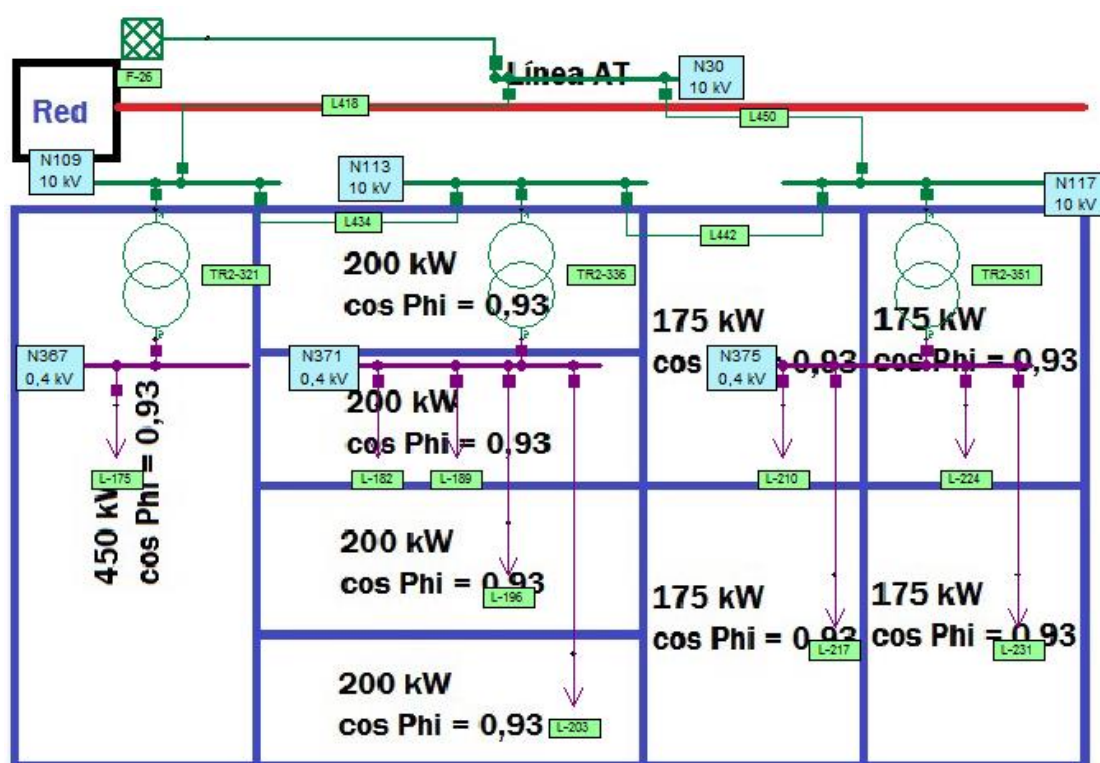 Línea AT
N30
10 kV
F-26
Red
L418
L450
N109
10 kV
N113
10 kV
N117
10 kV
L434
L442
TR2-321
200 kW
cos Phi = 0,93
TR2-336
TR2-351
175 kW
cos Phi = 0,93
175 kW
cos Phi = 0,93
N367
0,4 kV
N371
0,4 kV
N375
0,4 kV
200 kW
cos Phi = 0,93
L-175
L-182
L-189
L-210
L-224
450 kW
cos Phi = 0,93
200 kW
cos Phi = 0,93
L-196
175 kW
cos Phi = 0,93
L-217
175 kW
cos Phi = 0,93
L-231
200 kW
cos Phi = 0,93
L-203